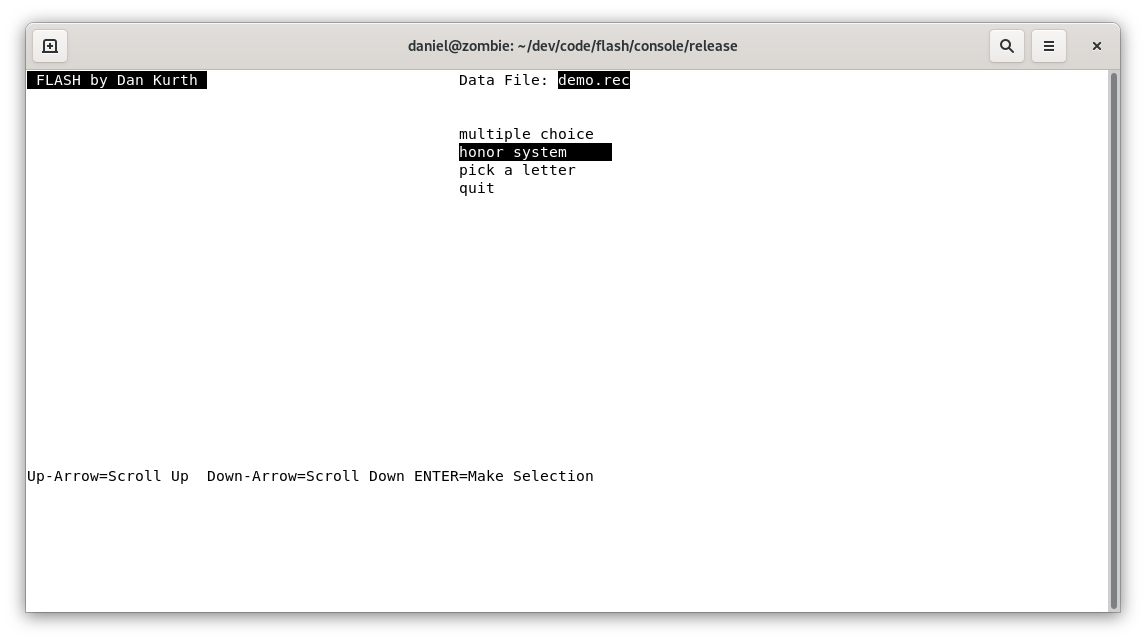 daniel@zombie: ~/dev/code/flash/console/release
FLASH by Dan Kurth Data File: demo.rec
multiple choice
honor system
pick a letter
quit
Up-Arrow=Scroll Up  Down-Arrow=Scroll Down ENTER=Make Selection